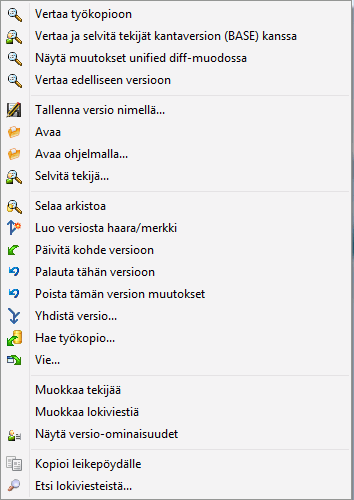 Vertaa työkopioon
Vertaa ja selvitä tekijät kantaversion (BASE) kanssa
Näytä muutokset unified diff-muodossa
Vertaa edelliseen versioon
Tallenna versio nimellä...
Avaa
Avaa ohjelmalla...
Selvitä tekijä...
Selaa arkistoa
Luo versiosta haara/merkki
Päivitä kohde versioon
Palauta tähän versioon
Poista tämän version muutokset
Yhdistä versio...
Hae työkopio...
Vie...
Muokkaa tekijää
Muokkaa lokiviestiä
Näytä versio-ominaisuudet
Kopioi leikepöydälle
Etsi lokiviesteistä...